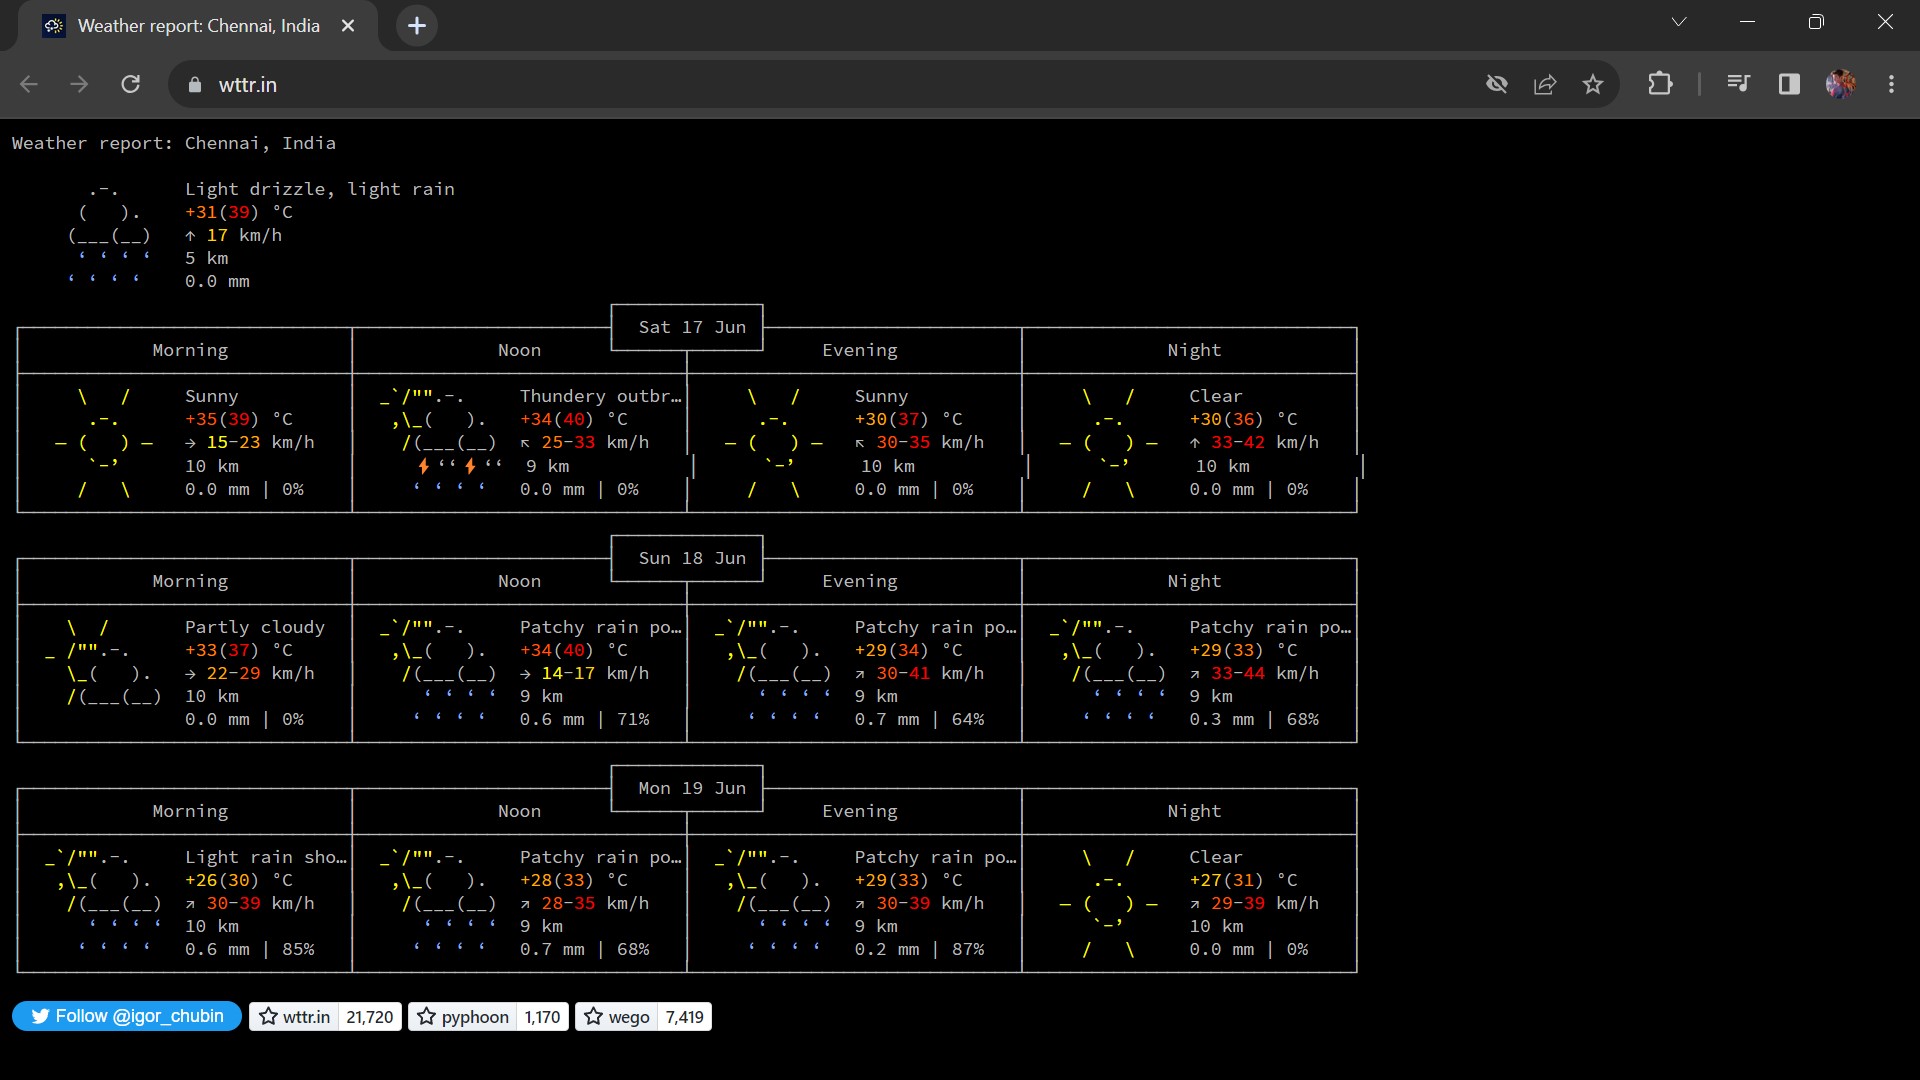 Weather report: Chennai, India
wttr.in
Weather report: Chennai, India
Light drizzle, light rain
+31(39) °C
↑ 17 km/h
5 km
0.0 mm
Sat 17 Jun
Morning Noon Evening Night
Sunny Thundery outbr… Sunny Clear
+35(39) °C +34(40) °C +30(37) °C +30(36) °C
→ 15-23 km/h ↖ 25-33 km/h ↖ 30-35 km/h ↑ 33-42 km/h
10 km 9 km 10 km 10 km
0.0 mm | 0% 0.0 mm | 0% 0.0 mm | 0% 0.0 mm | 0%
Sun 18 Jun
Morning Noon Evening Night
Partly cloudy Patchy rain po… Patchy rain po… Patchy rain po…
+33(37) °C +34(40) °C +29(34) °C +29(33) °C
→ 22-29 km/h → 14-17 km/h ↗ 30-41 km/h ↗ 33-44 km/h
10 km 9 km 9 km 9 km
0.0 mm | 0% 0.6 mm | 71% 0.7 mm | 64% 0.3 mm | 68%
Mon 19 Jun
Morning Noon Evening Night
Light rain sho… Patchy rain po… Patchy rain po… Clear
+26(30) °C +28(33) °C +29(33) °C +27(31) °C
↗ 30-39 km/h ↗ 28-35 km/h ↗ 30-39 km/h ↗ 29-39 km/h
10 km 9 km 9 km 10 km
0.6 mm | 85% 0.7 mm | 68% 0.2 mm | 87% 0.0 mm | 0%
Follow @igor_chubin wttr.in 21,720 pyphoon 1,170 wego 7,419